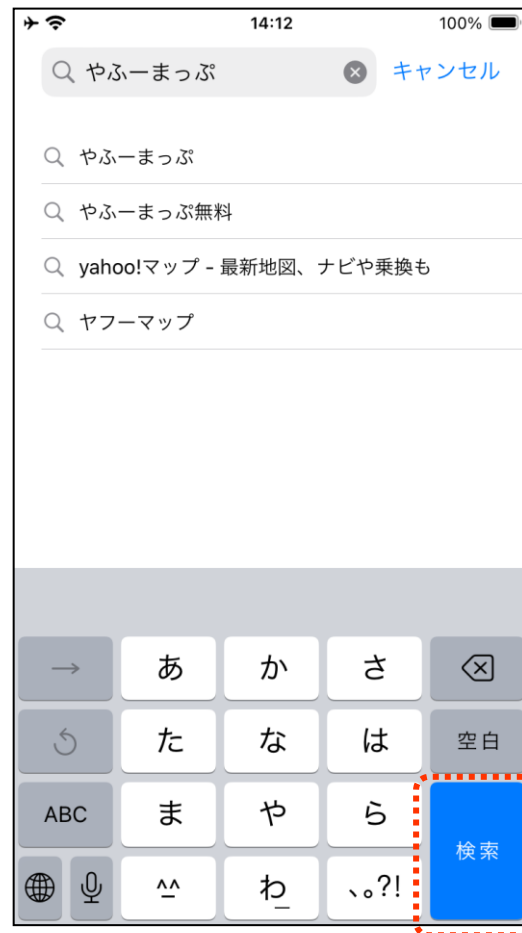 14:12 100%
やふーまっぷ キャンセル
やふーまっぷ
やふーまっぷ無料
yahoo!マップ - 最新地図、ナビや乗換も
ヤフーマップ
→ あ か さ
た な は 空白
ABC ま や ら 検索
^_^ わ_ 、。?!